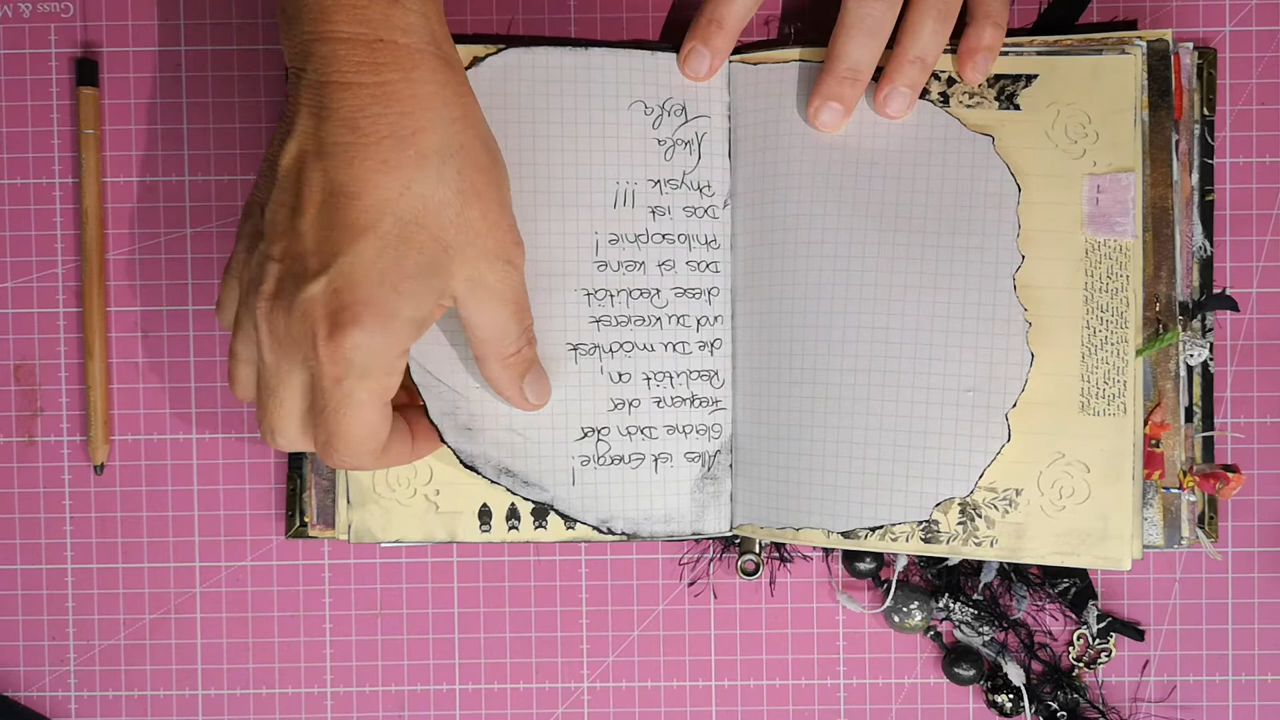 Alles ist Energie!
Gleiche Dich der
Frequenz der
Realität an,
die Du möchtest
und Du kreierst
diese Realität.
Das ist keine
Philosophie!
Das ist
Physik !!!
Nikola
Tesla
Guss & M